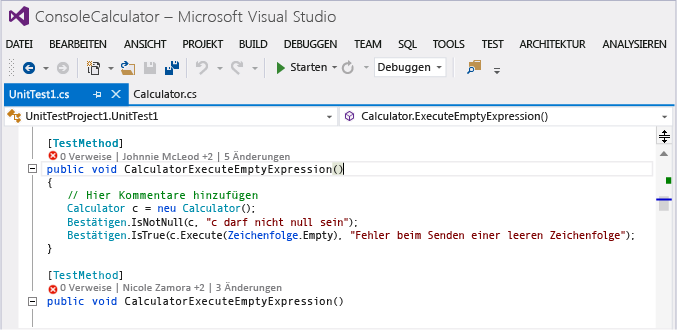 ConsoleCalculator – Microsoft Visual Studio
DATEI BEARBEITEN ANSICHT PROJEKT BUILD DEBUGGEN TEAM SQL TOOLS TEST ARCHITEKTUR ANALYSIEREN
Starten Debuggen
UnitTest1.cs Calculator.cs
UnitTestProject1.UnitTest1 Calculator.ExecuteEmptyExpression()
[TestMethod]
0 Verweise | Johnnie McLeod +2 | 5 Änderungen
public void CalculatorExecuteEmptyExpression()
{
// Hier Kommentare hinzufügen
Calculator c = neu Calculator();
Bestätigen.IsNotNull(c, "c darf nicht null sein");
Bestätigen.IsTrue(c.Execute(Zeichenfolge.Empty), "Fehler beim Senden einer leeren Zeichenfolge");
}
[TestMethod]
0 Verweise | Nicole Zamora +2 | 3 Änderungen
public void CalculatorExecuteEmptyExpression()